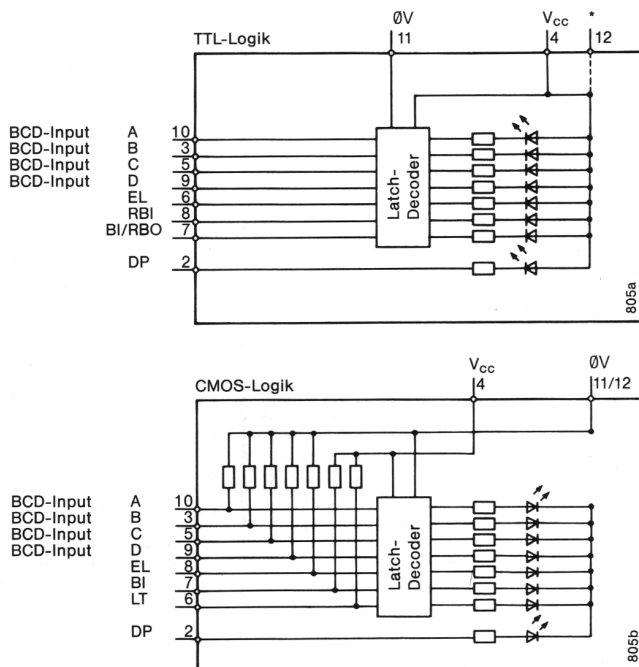 ØV V_cc *
TTL-Logik 11 4 12
BCD-Input A 10
BCD-Input B 3
BCD-Input C 5
BCD-Input D 9
EL 6
RBI 8
BI/RBO 7
DP 2
Latch-
Decoder
805a
V_cc ØV
CMOS-Logik 4 11/12
BCD-Input A 10
BCD-Input B 3
BCD-Input C 5
BCD-Input D 9
EL 8
BI 7
LT 6
DP 2
Latch-
Decoder
805b